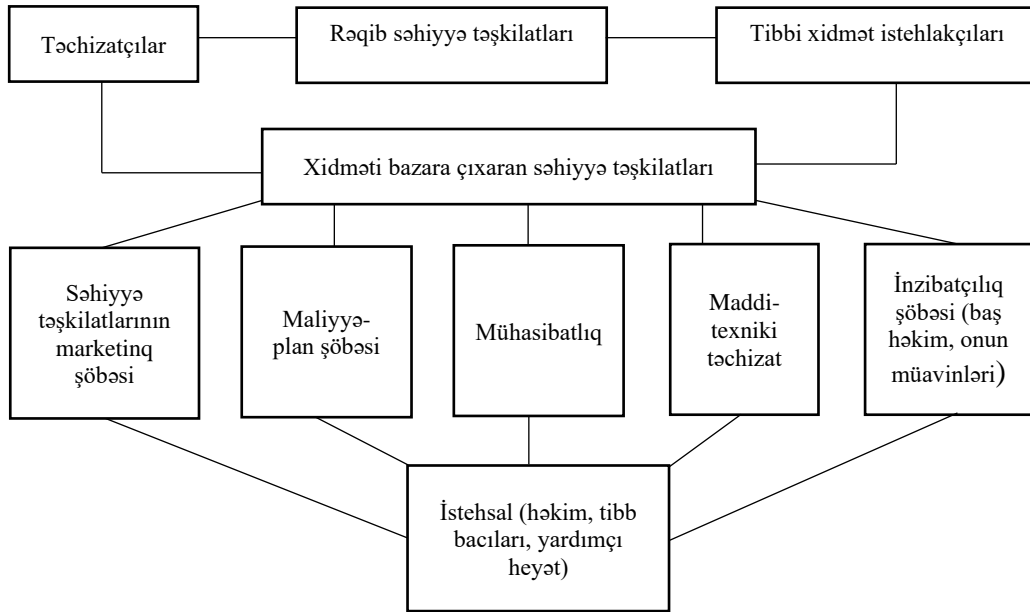 Təchizatçılar
Rəqib səhiyyə təşkilatları
Tibbi xidmət istehlakçıları
Xidməti bazara çıxaran səhiyyə təşkilatları
Səhiyyə
təşkilatlarının
marketinq
şöbəsi
Maliyyə-
plan şöbəsi
Mühasibatlıq
Maddi-
texniki
təchizat
İnzibatçılıq
şöbəsi (baş
həkim, onun
müavinləri)
İstehsal (həkim, tibb
bacıları, yardımçı
heyət)